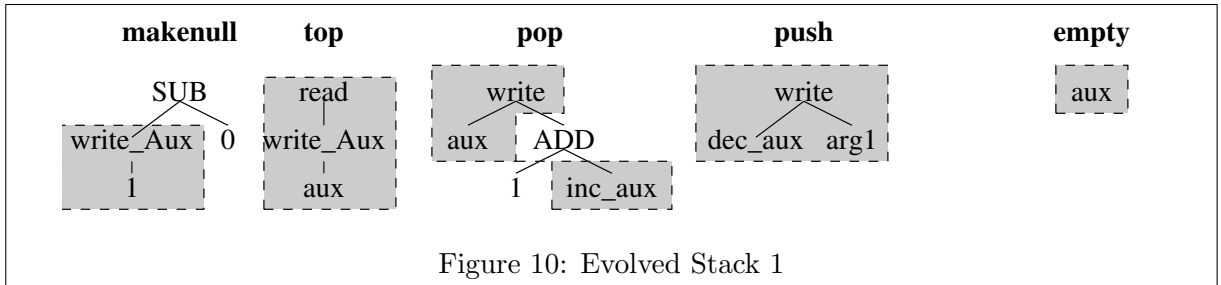 makenull top pop push empty
SUB read write write aux
write_Aux 0 write_Aux aux ADD dec_aux arg1
1 aux 1 inc_aux
Figure 10: Evolved Stack 1